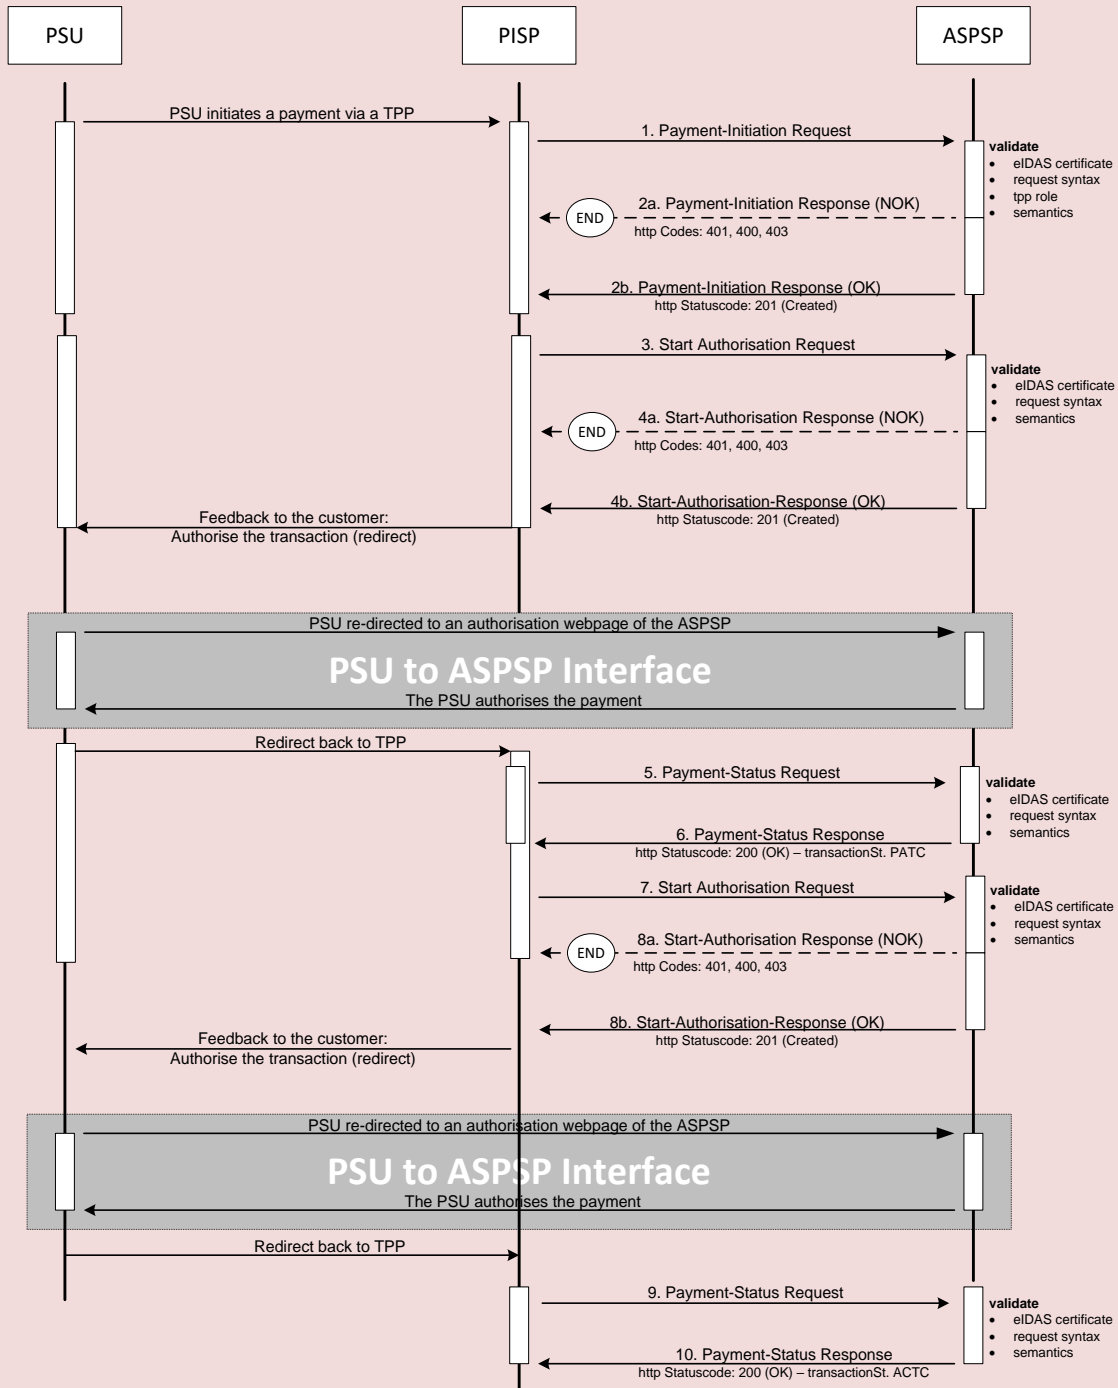 PSU
PISP
ASPSP
PSU initiates a payment via a TPP
1. Payment-Initiation Request
validate
• eIDAS certificate
• request syntax
• tpp role
• semantics
2a. Payment-Initiation Response (NOK)
END
http Codes: 401, 400, 403
2b. Payment-Initiation Response (OK)
http Statuscode: 201 (Created)
3. Start Authorisation Request
validate
• eIDAS certificate
• request syntax
• semantics
4a. Start-Authorisation Response (NOK)
END
http Codes: 401, 400, 403
4b. Start-Authorisation-Response (OK)
http Statuscode: 201 (Created)
Feedback to the customer:
Authorise the transaction (redirect)
PSU re-directed to an authorisation webpage of the ASPSP
PSU to ASPSP Interface
The PSU authorises the payment
Redirect back to TPP
5. Payment-Status Request
validate
• eIDAS certificate
• request syntax
• semantics
6. Payment-Status Response
http Statuscode: 200 (OK) – transactionSt. PATC
7. Start Authorisation Request
validate
• eIDAS certificate
• request syntax
• semantics
8a. Start-Authorisation Response (NOK)
END
http Codes: 401, 400, 403
8b. Start-Authorisation-Response (OK)
http Statuscode: 201 (Created)
Feedback to the customer:
Authorise the transaction (redirect)
PSU re-directed to an authorisation webpage of the ASPSP
PSU to ASPSP Interface
The PSU authorises the payment
Redirect back to TPP
9. Payment-Status Request
validate
• eIDAS certificate
• request syntax
• semantics
10. Payment-Status Response
http Statuscode: 200 (OK) – transactionSt. ACTC